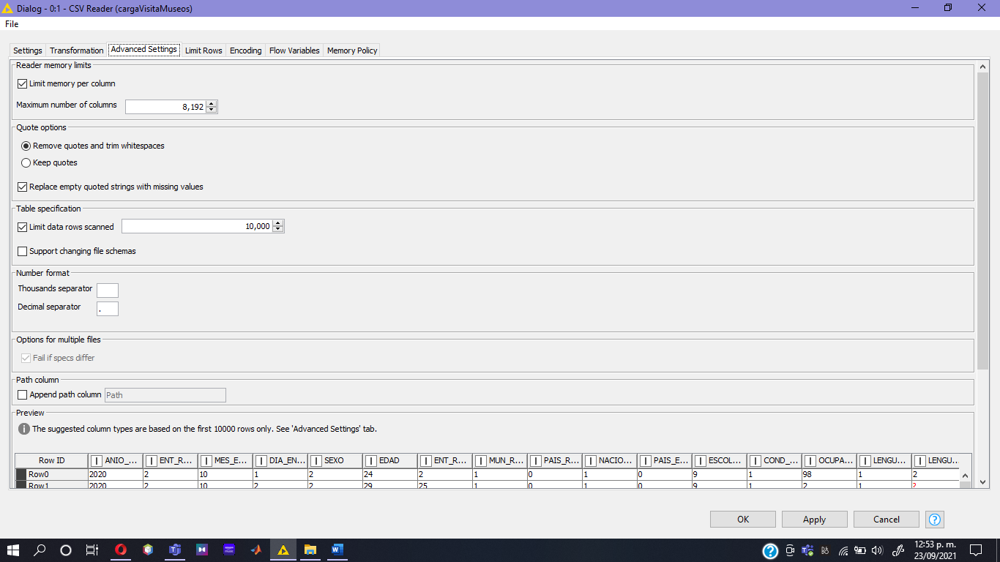 Dialog - 0:1 - CSV Reader (cargaVisitaMuseos)
File
Settings Transformation Advanced Settings Limit Rows Encoding Flow Variables Memory Policy
Reader memory limits
Limit memory per column
Maximum number of columns 8,192
Quote options
Remove quotes and trim whitespaces
Keep quotes
Replace empty quoted strings with missing values
Table specification
Limit data rows scanned 10,000
Support changing file schemas
Number format
Thousands separator
Decimal separator .
Options for multiple files
Fail if specs differ
Path column
Append path column Path
Preview
The suggested column types are based on the first 10000 rows only. See 'Advanced Settings' tab.
Row ID I ANIO_... I ENT_R... I MES_E... I DIA_EN... I SEXO I EDAD I ENT_R... I MUN_R... I PAIS_R... I NACIO... I PAIS_E... I ESCOL... I COND_... I OCUPA... I LENGU... I LENGU...
Row0 2020 2 10 1 2 24 2 1 0 1 0 9 1 98 1 2
Row1 2020 2 10 2 2 29 25 1 0 1 0 9 1 2 1 ?
OK Apply Cancel ?
12:53 p. m.
23/09/2021